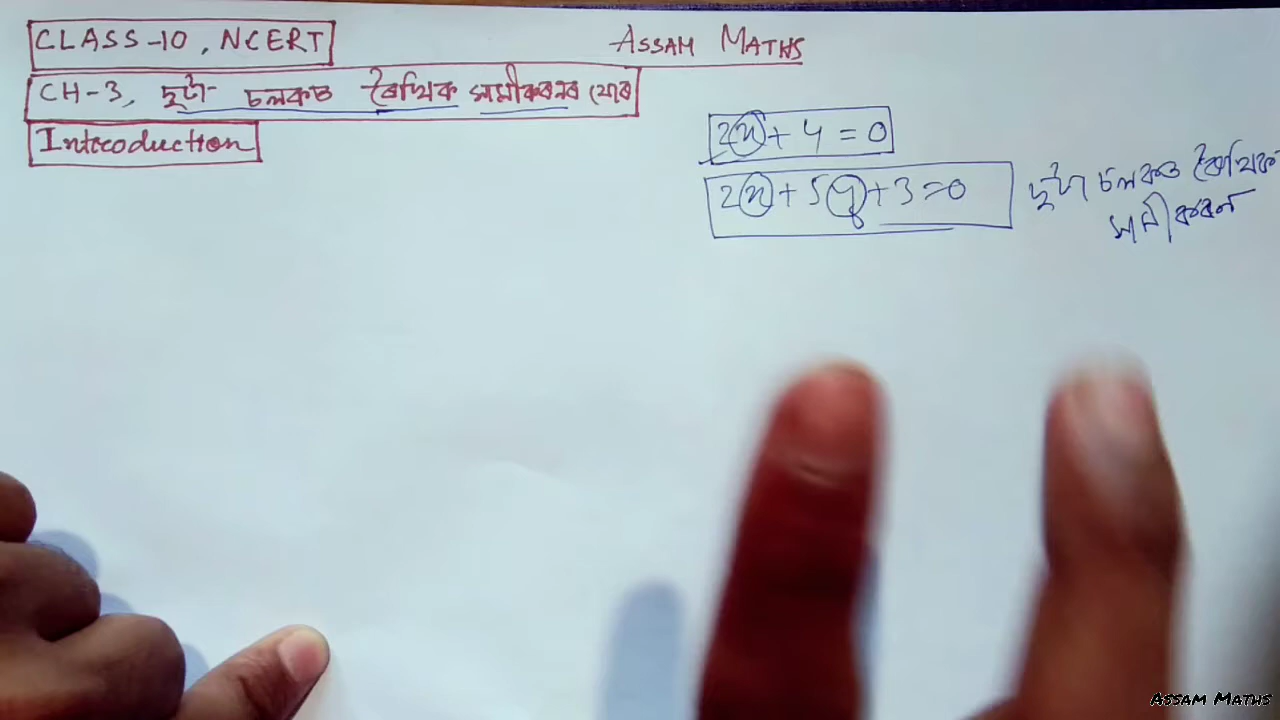 CLASS-10, NCERT
ASSAM MATHS
CH-3, দুটা চলকত ৰৈখিক সমীকৰনৰ যোৰ
Introduction
2x + 4 = 0
2x + 5y + 3 = 0
দুটা চলকত ৰৈখিক
সমীকৰণ
ASSAM MATHS